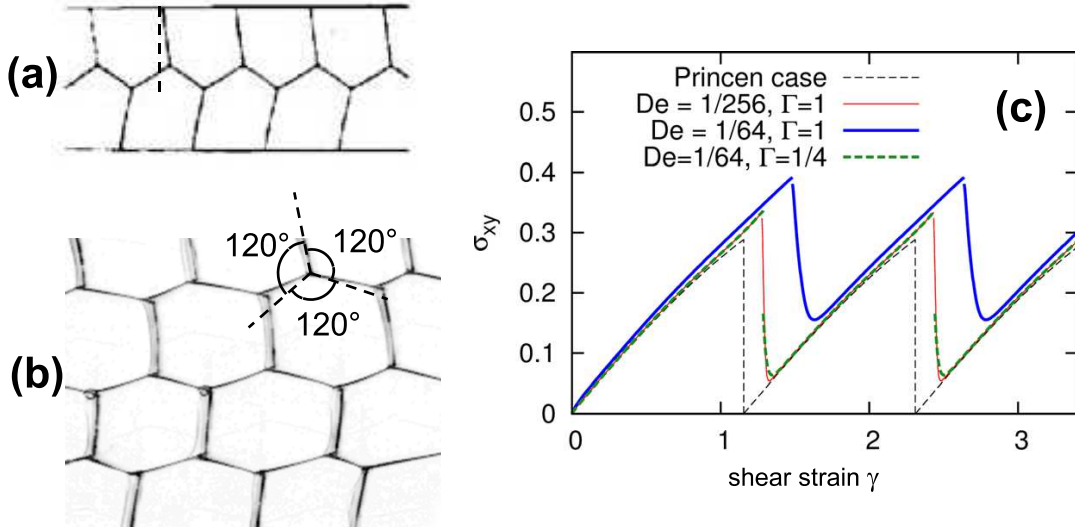 (a)
(b)
120° 120°
120°
(c)
Princen case
De = 1/256, Γ=1
De = 1/64, Γ=1
De=1/64, Γ=1/4
0.5
0.4
0.3
0.2
0.1
0
σxy
0 1 2 3
shear strain γ